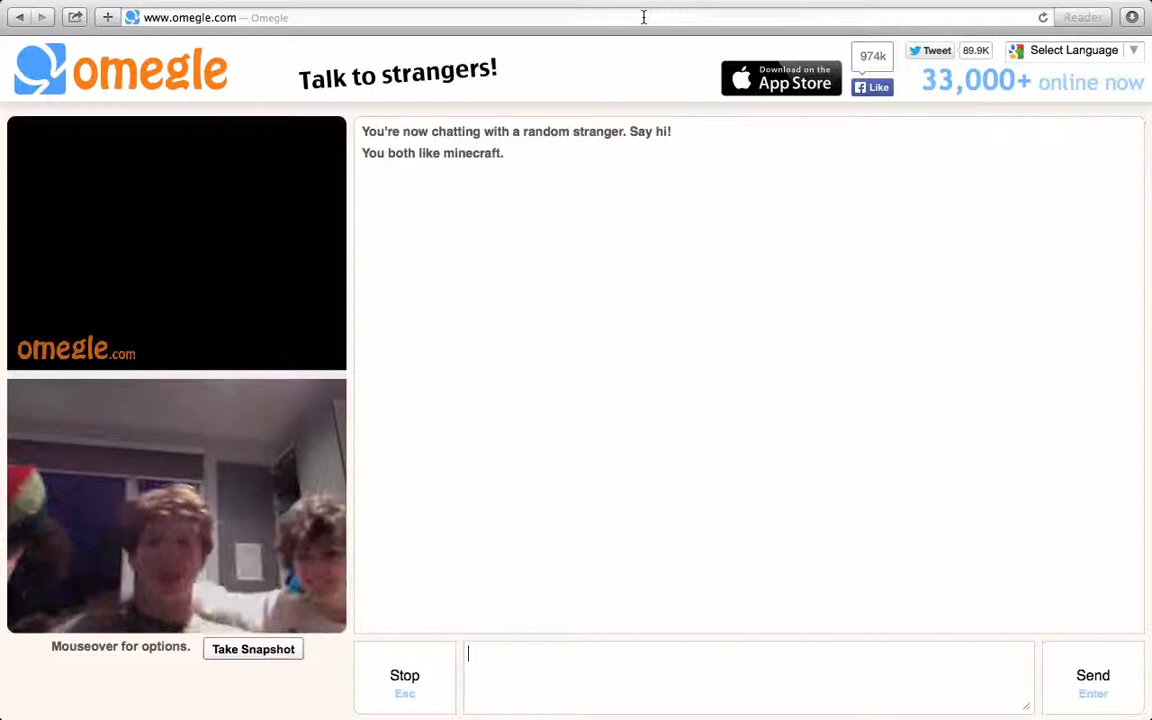 www.omegle.com — Omegle
Reader
omegle
Talk to strangers!
Download on the
App Store
974k
Like
Tweet
89.9K
Select Language
33,000+ online now
omegle.com
You're now chatting with a random stranger. Say hi!
You both like minecraft.
Mouseover for options.
Take Snapshot
Stop
Esc
Send
Enter